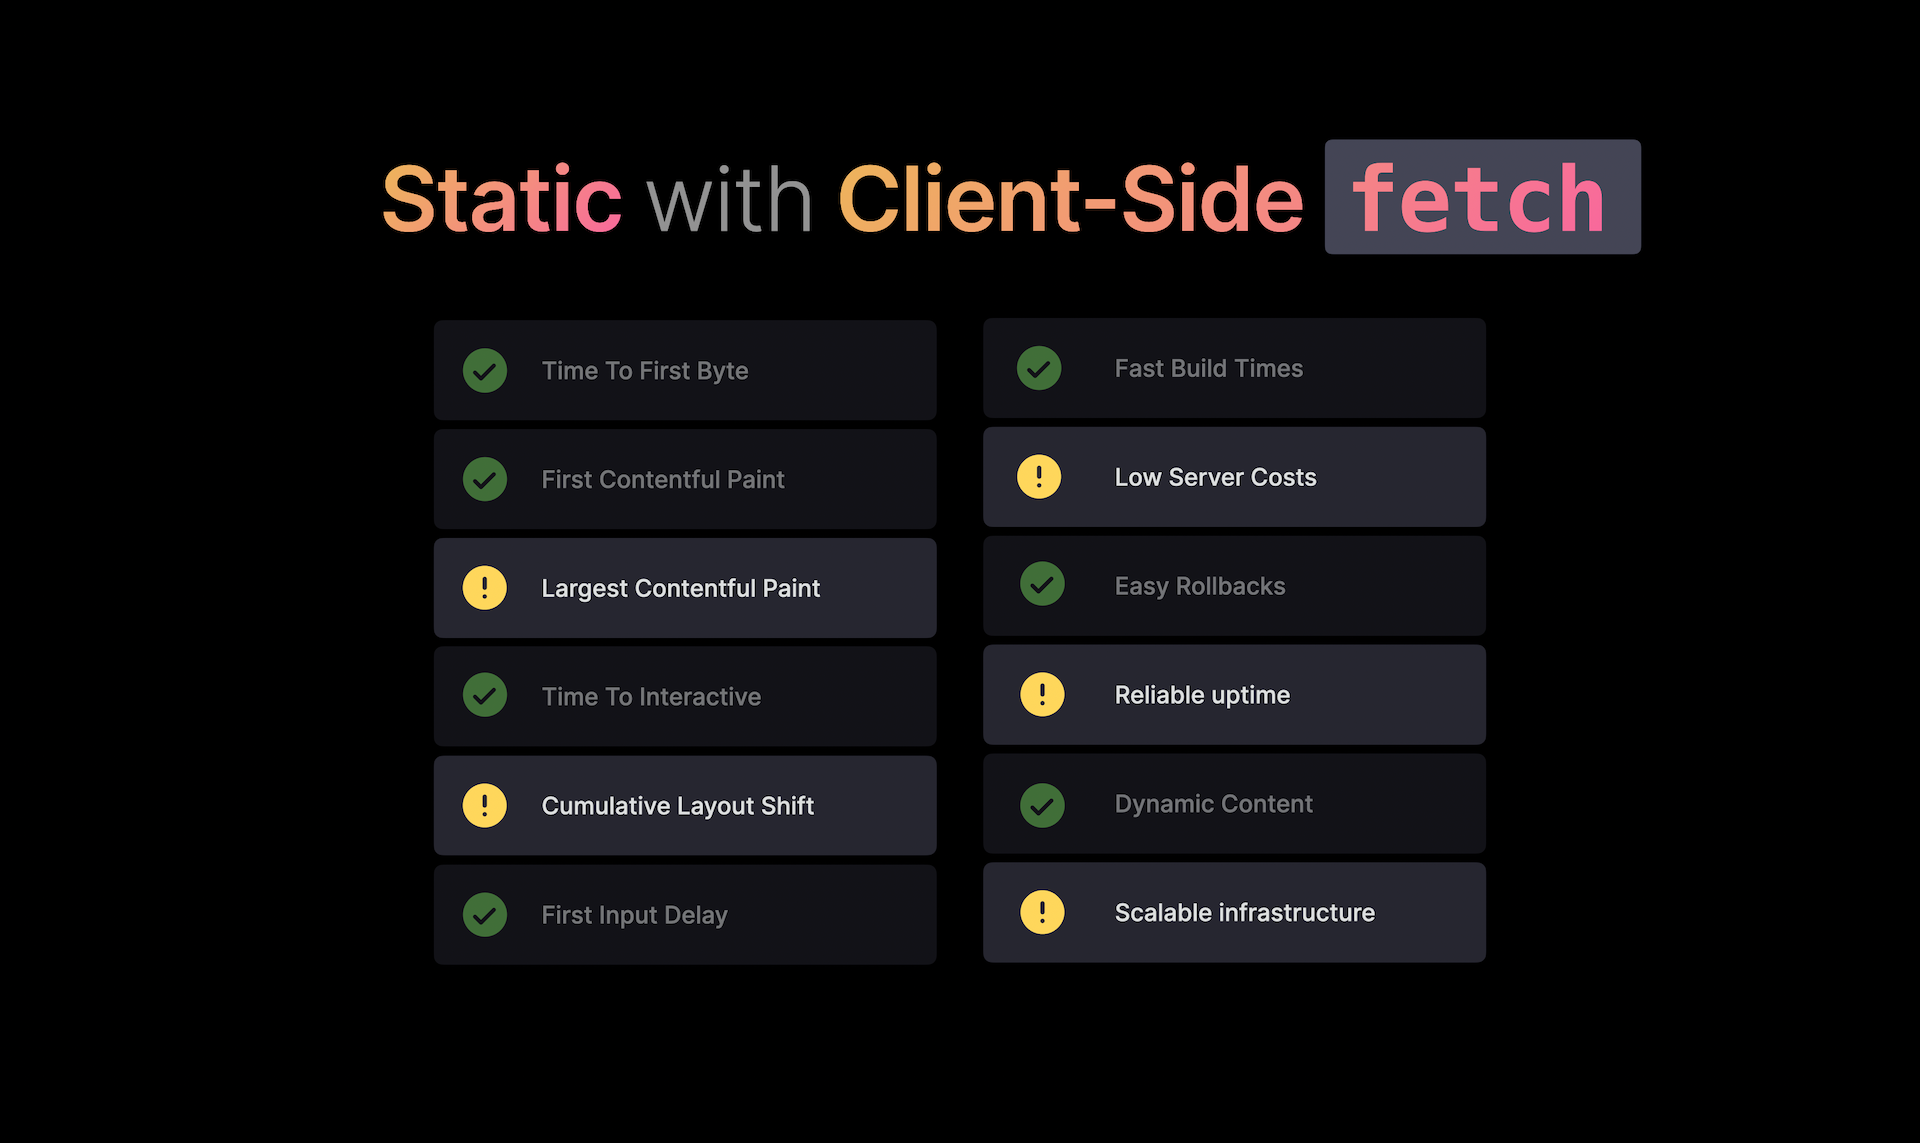 Static with Client-Side fetch
Time To First Byte
First Contentful Paint
Largest Contentful Paint
Time To Interactive
Cumulative Layout Shift
First Input Delay
Fast Build Times
Low Server Costs
Easy Rollbacks
Reliable uptime
Dynamic Content
Scalable infrastructure